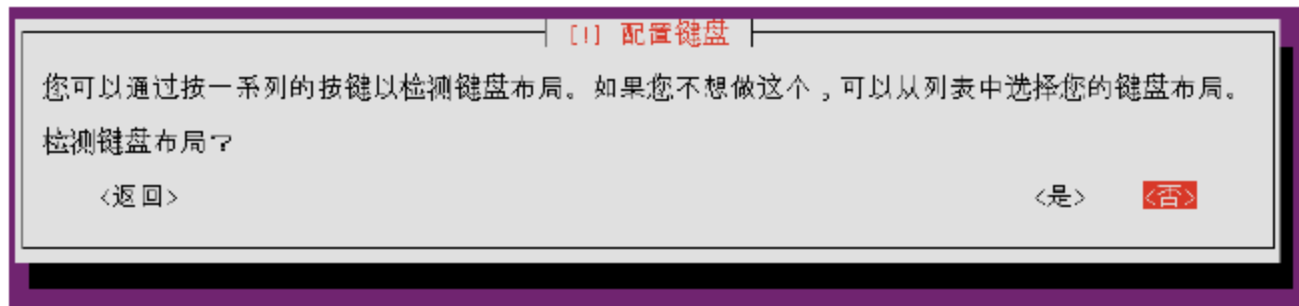 [!] 配置键盘
您可以通过按一系列的按键以检测键盘布局。如果您不想做这个，可以从列表中选择您的键盘布局。
检测键盘布局？
<返回> <是> <否>